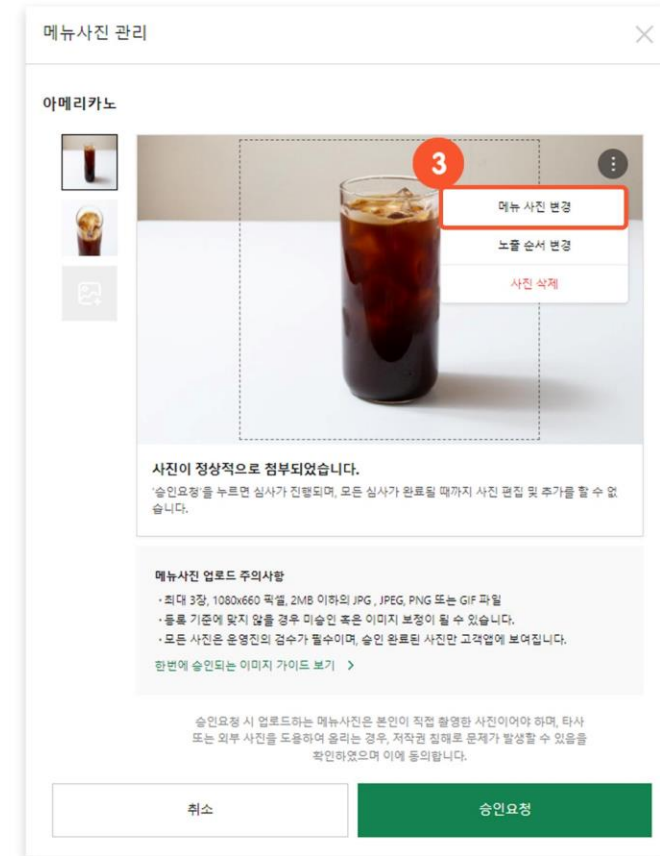 메뉴사진 관리
아메리카노
3
메뉴 사진 변경
노출 순서 변경
사진 삭제
사진이 정상적으로 첨부되었습니다.
'승인요청'을 누르면 심사가 진행되며, 모든 심사가 완료될 때까지 사진 편집 및 추가를 할 수 없
습니다.
메뉴사진 업로드 주의사항
· 최대 3장, 1080x660 픽셀, 2MB 이하의 JPG , JPEG, PNG 또는 GIF 파일
· 등록 기준에 맞지 않을 경우 미승인 혹은 이미지 보정이 될 수 있습니다.
· 모든 사진은 운영진의 검수가 필수이며, 승인 완료된 사진만 고객앱에 보여집니다.
한번에 승인되는 이미지 가이드 보기 >
승인요청 시 업로드하는 메뉴사진은 본인이 직접 촬영한 사진이어야 하며, 타사
또는 외부 사진을 도용하여 올리는 경우, 저작권 침해로 문제가 발생할 수 있음을
확인하였으며 이에 동의합니다.
취소
승인요청